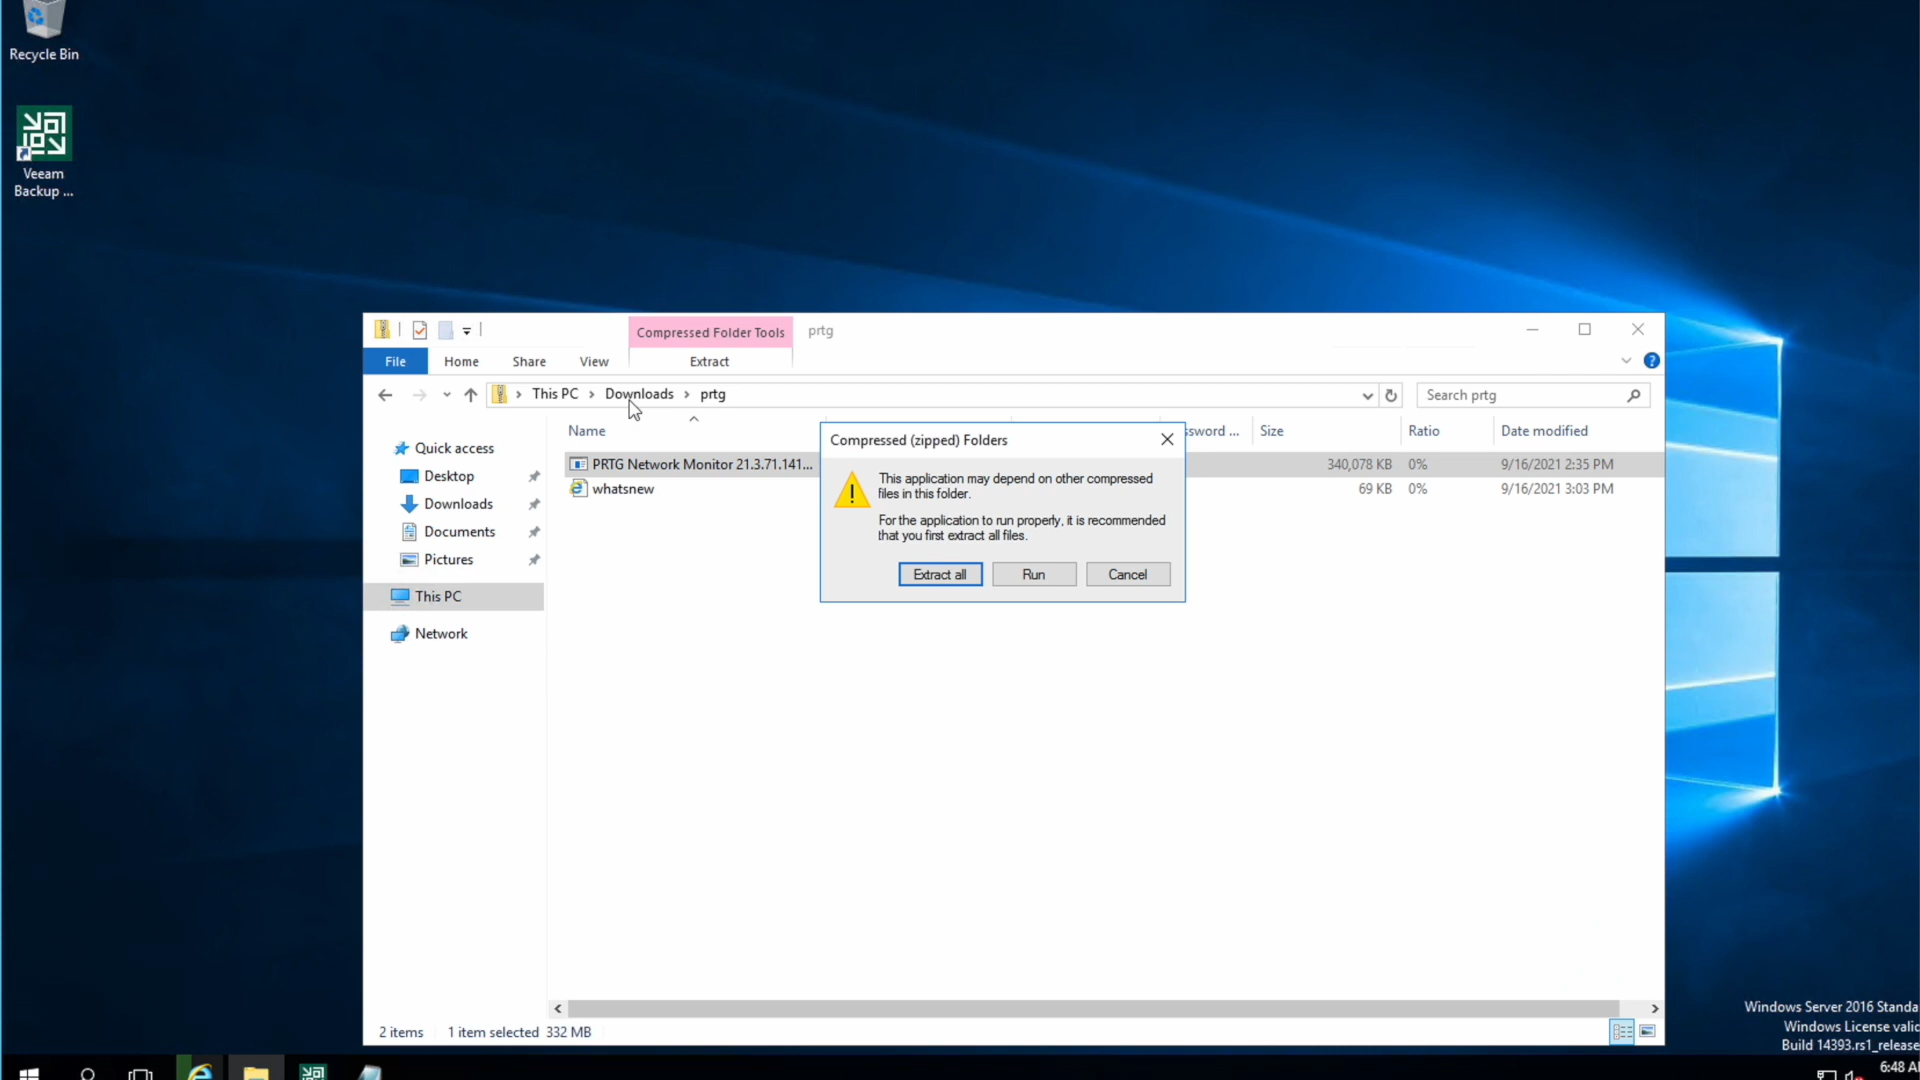 Recycle Bin
Veeam
Backup ...
Compressed Folder Tools
prtg
File
Home
Share
View
Extract
This PC
Downloads
prtg
Search prtg
Name
ssword ...
Size
Ratio
Date modified
Quick access
Desktop
Downloads
Documents
Pictures
This PC
Network
PRTG Network Monitor 21.3.71.141...
340,078 KB
0%
9/16/2021 2:35 PM
whatsnew
69 KB
0%
9/16/2021 3:03 PM
Compressed (zipped) Folders
This application may depend on other compressed
files in this folder.
For the application to run properly, it is recommended
that you first extract all files.
Extract all
Run
Cancel
2 items
1 item selected 332 MB
Windows Server 2016 Standa
Windows License valid
Build 14393.rs1_release
6:48 A